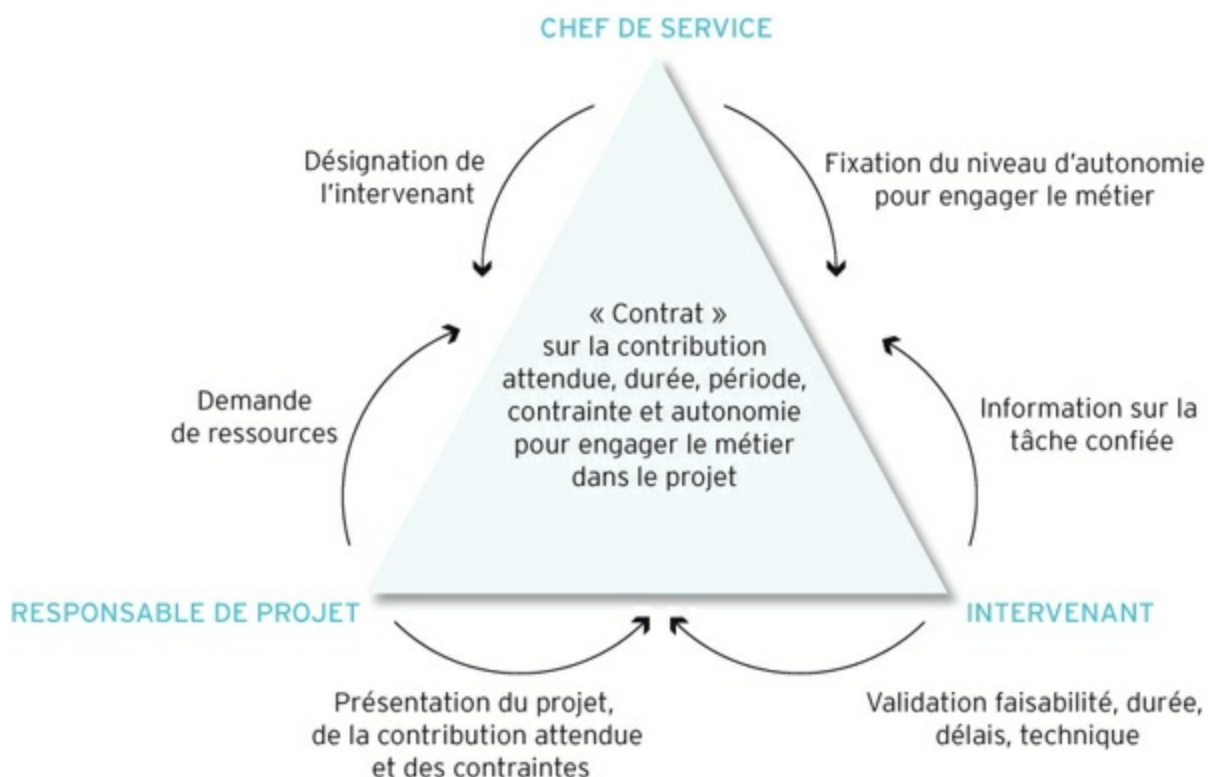 CHEF DE SERVICE
Désignation de
l'intervenant
Fixation du niveau d'autonomie
pour engager le métier
« Contrat »
sur la contribution
attendue, durée, période,
contrainte et autonomie
pour engager le métier
dans le projet
Demande
de ressources
Information sur la
tâche confiée
RESPONSABLE DE PROJET
INTERVENANT
Présentation du projet,
de la contribution attendue
et des contraintes
Validation faisabilité, durée,
délais, technique